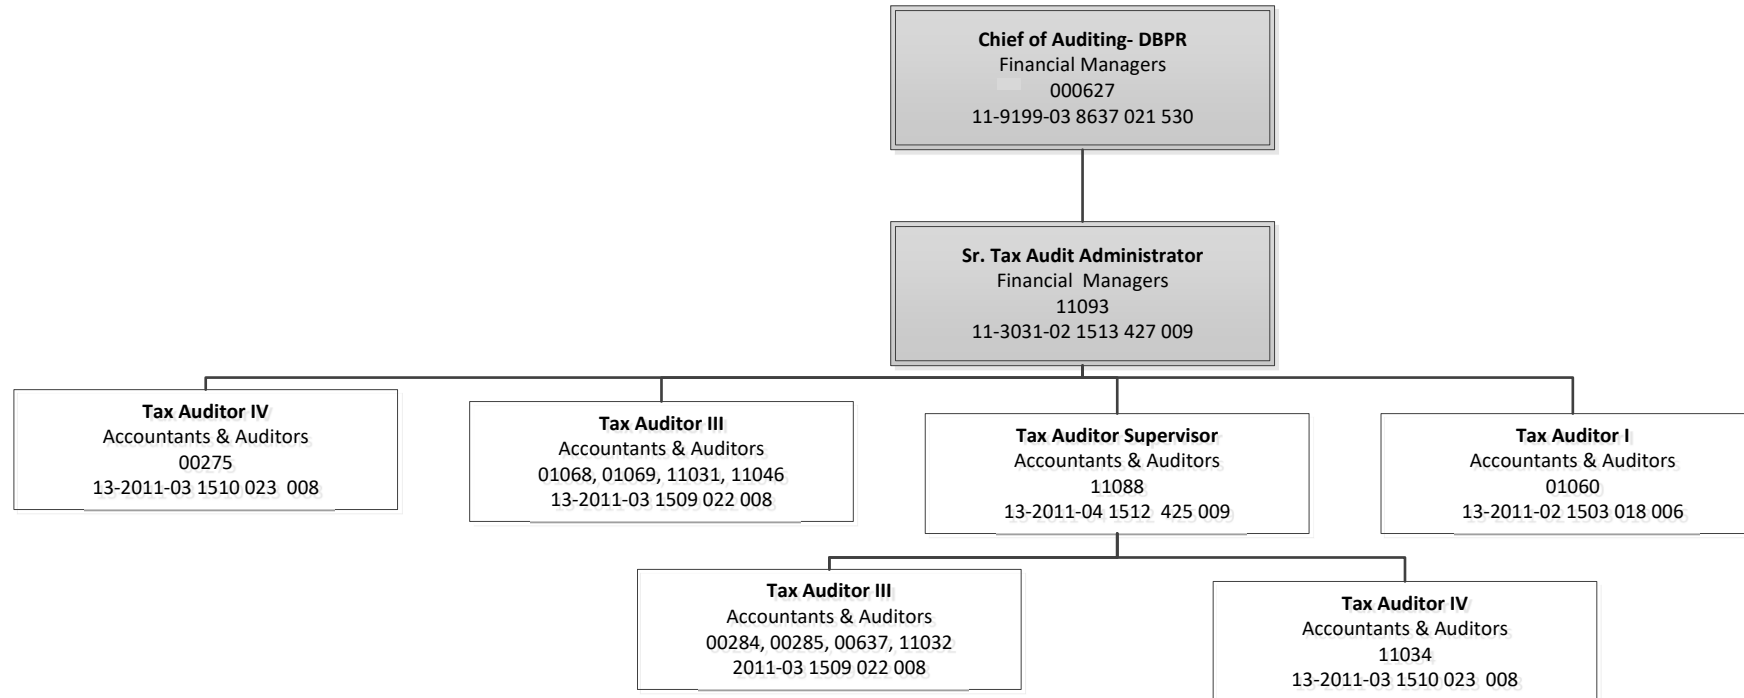 Chief of Auditing- DBPR
Financial Managers
000627
11-9199-03 8637 021 530
Sr. Tax Audit Administrator
Financial  Managers
11093
11-3031-02 1513 427 009
Tax Auditor IV
Accountants & Auditors
00275
13-2011-03 1510 023  008
Tax Auditor III
Accountants & Auditors
01068, 01069, 11031, 11046
13-2011-03 1509 022 008
Tax Auditor Supervisor
Accountants & Auditors
11088
13-2011-04 1512  425 009
Tax Auditor I
Accountants & Auditors
01060
13-2011-02 1503 018 006
Tax Auditor III
Accountants & Auditors
00284, 00285, 00637, 11032
2011-03 1509 022 008
Tax Auditor IV
Accountants & Auditors
11034
13-2011-03 1510 023  008